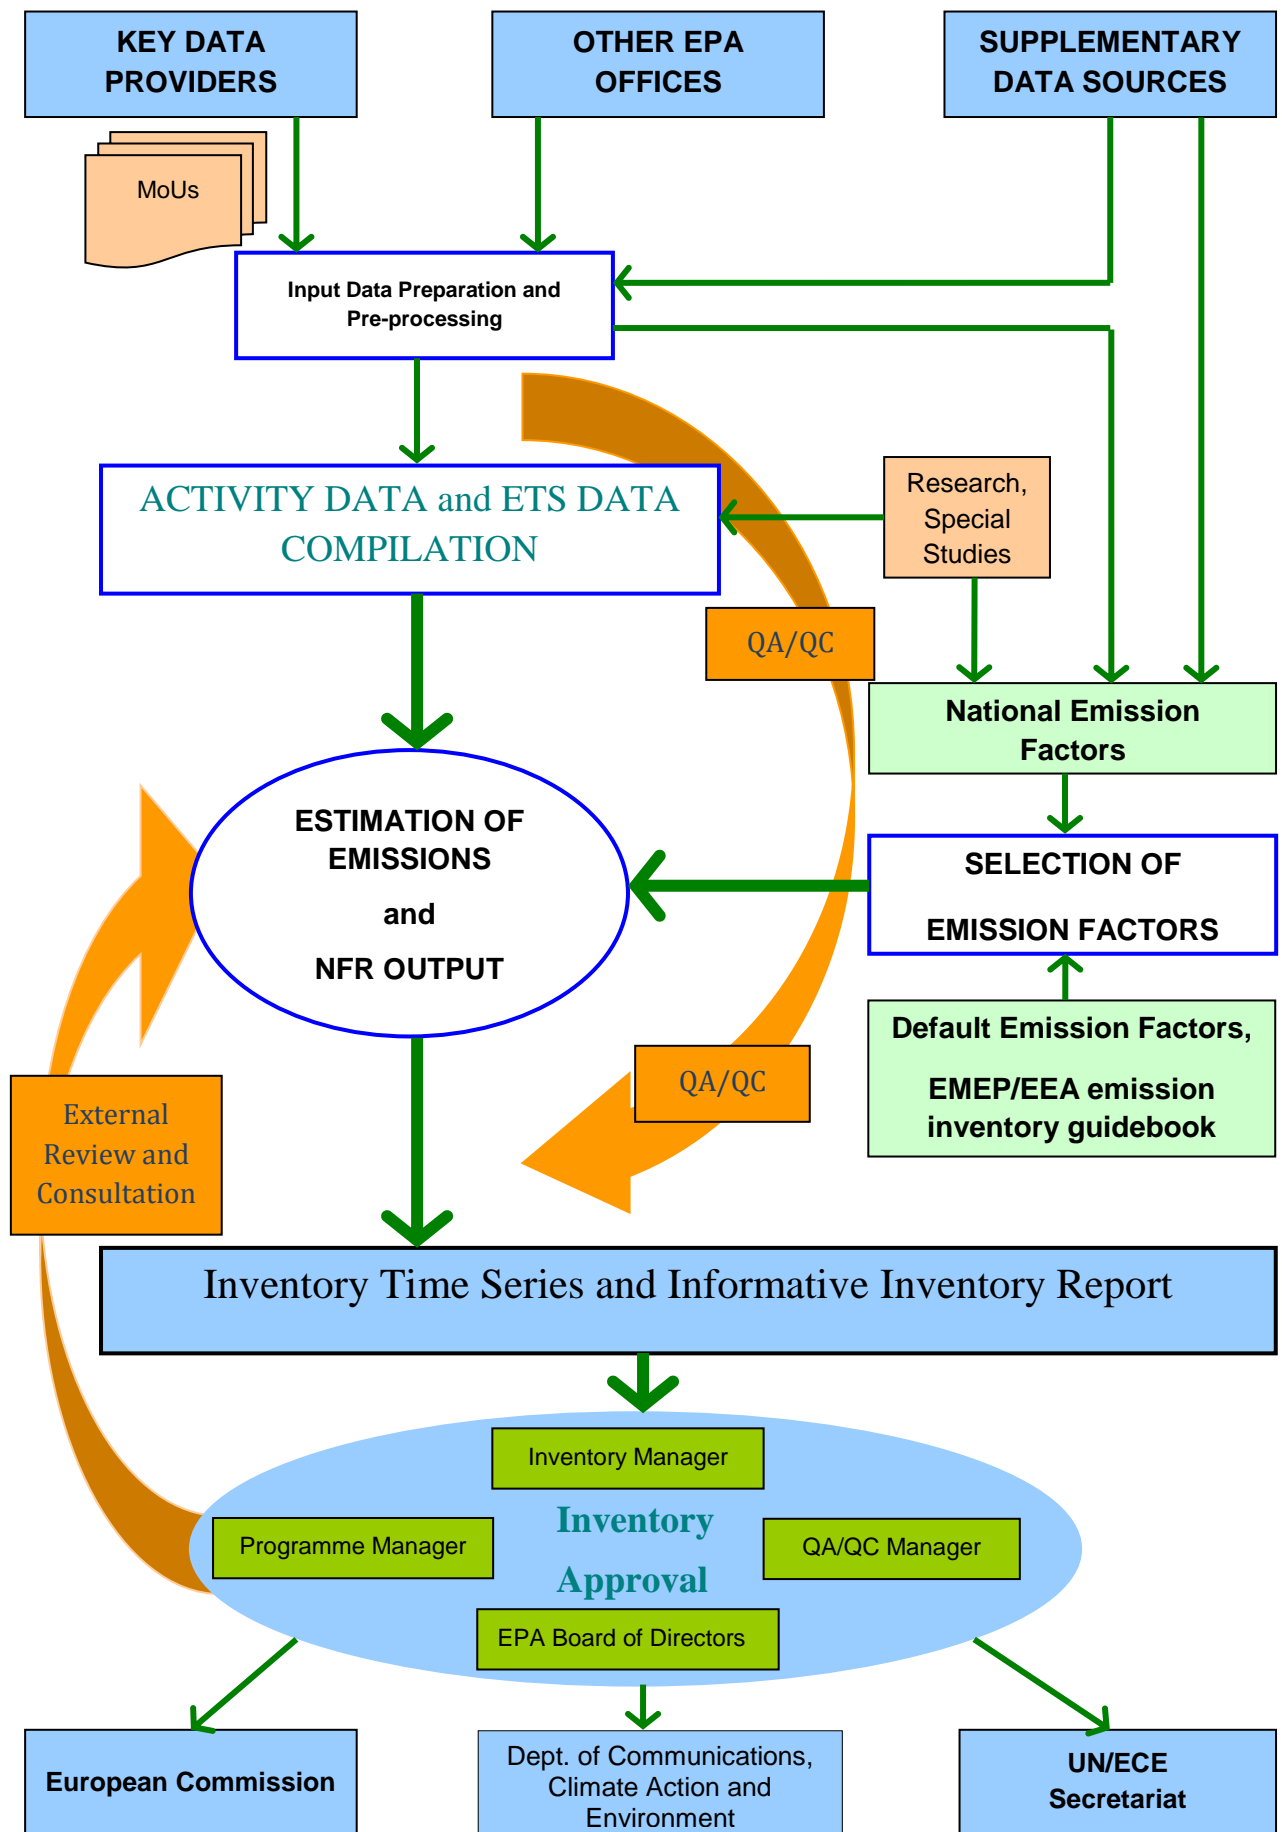 KEY DATA
PROVIDERS
OTHER EPA
OFFICES
SUPPLEMENTARY
DATA SOURCES
MoUs
Input Data Preparation and
Pre-processing
ACTIVITY DATA and ETS DATA
COMPILATION
Research,
Special
Studies
QA/QC
National Emission
Factors
ESTIMATION OF
EMISSIONS
and
NFR OUTPUT
SELECTION OF
EMISSION FACTORS
Default Emission Factors,
EMEP/EEA emission
inventory guidebook
QA/QC
External
Review and
Consultation
Inventory Time Series and Informative Inventory Report
Inventory Manager
Inventory
Approval
Programme Manager
QA/QC Manager
EPA Board of Directors
European Commission
Dept. of Communications,
Climate Action and
Environment
UN/ECE
Secretariat